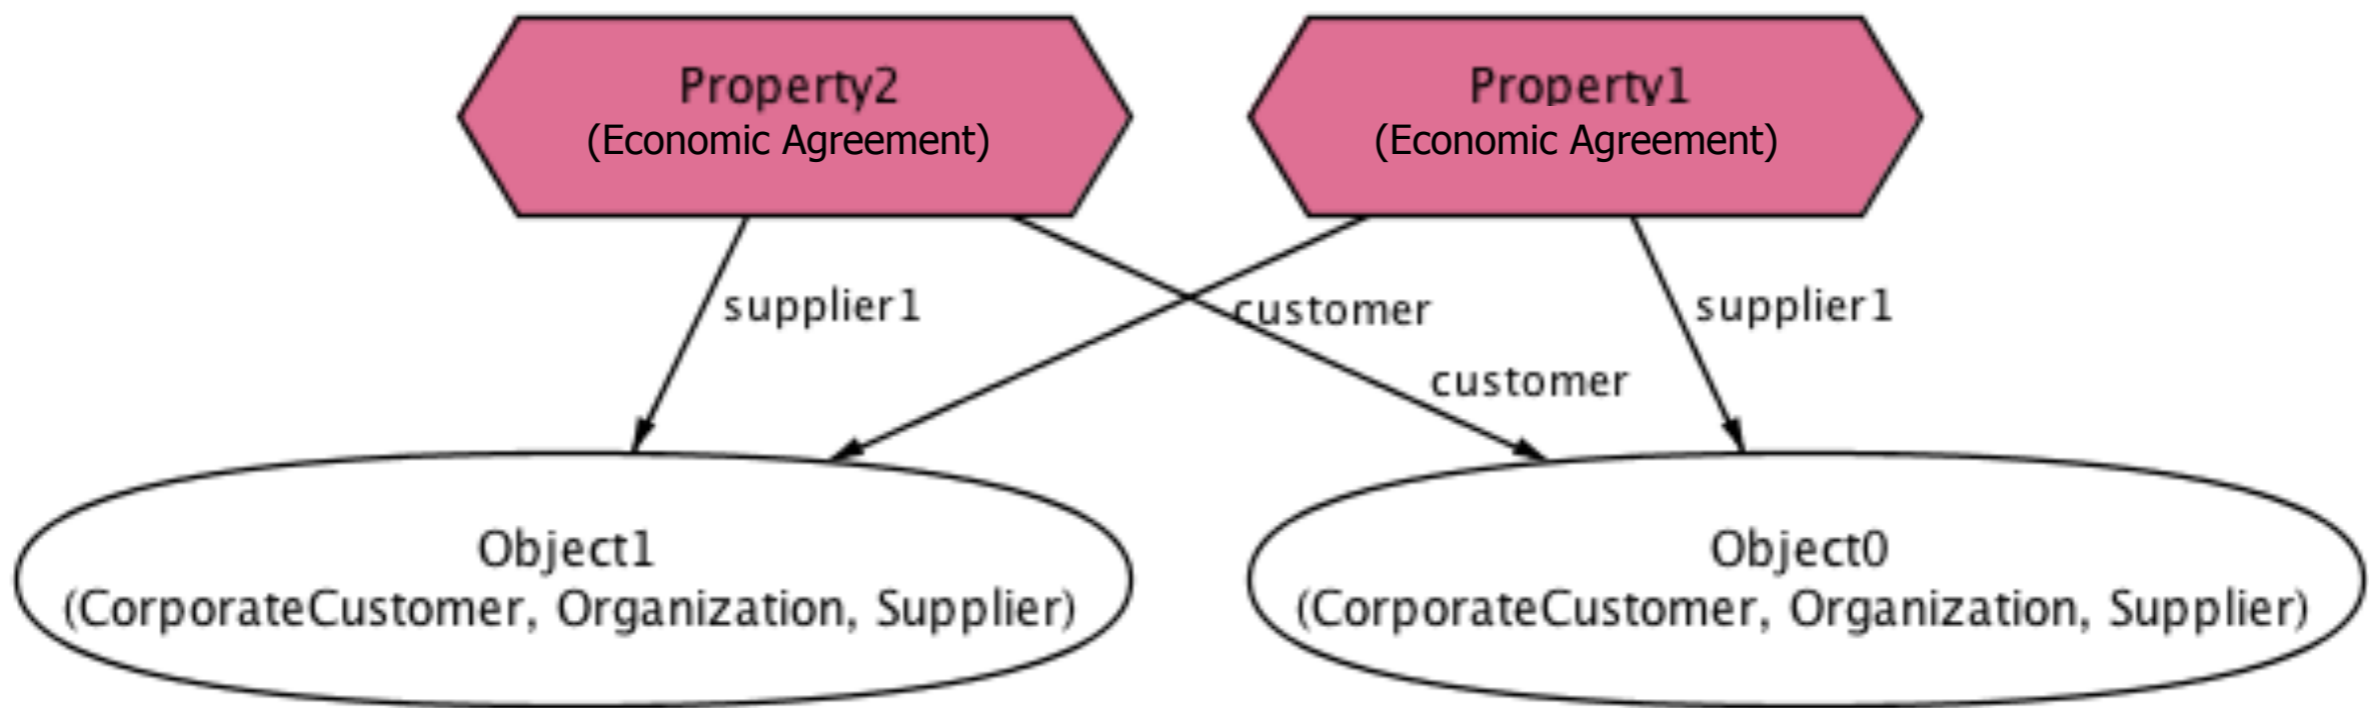 Property2
(Economic Agreement)
Property1
(Economic Agreement)
supplier1
customer
supplier1
customer
Object1
(CorporateCustomer, Organization, Supplier)
Object0
(CorporateCustomer, Organization, Supplier)